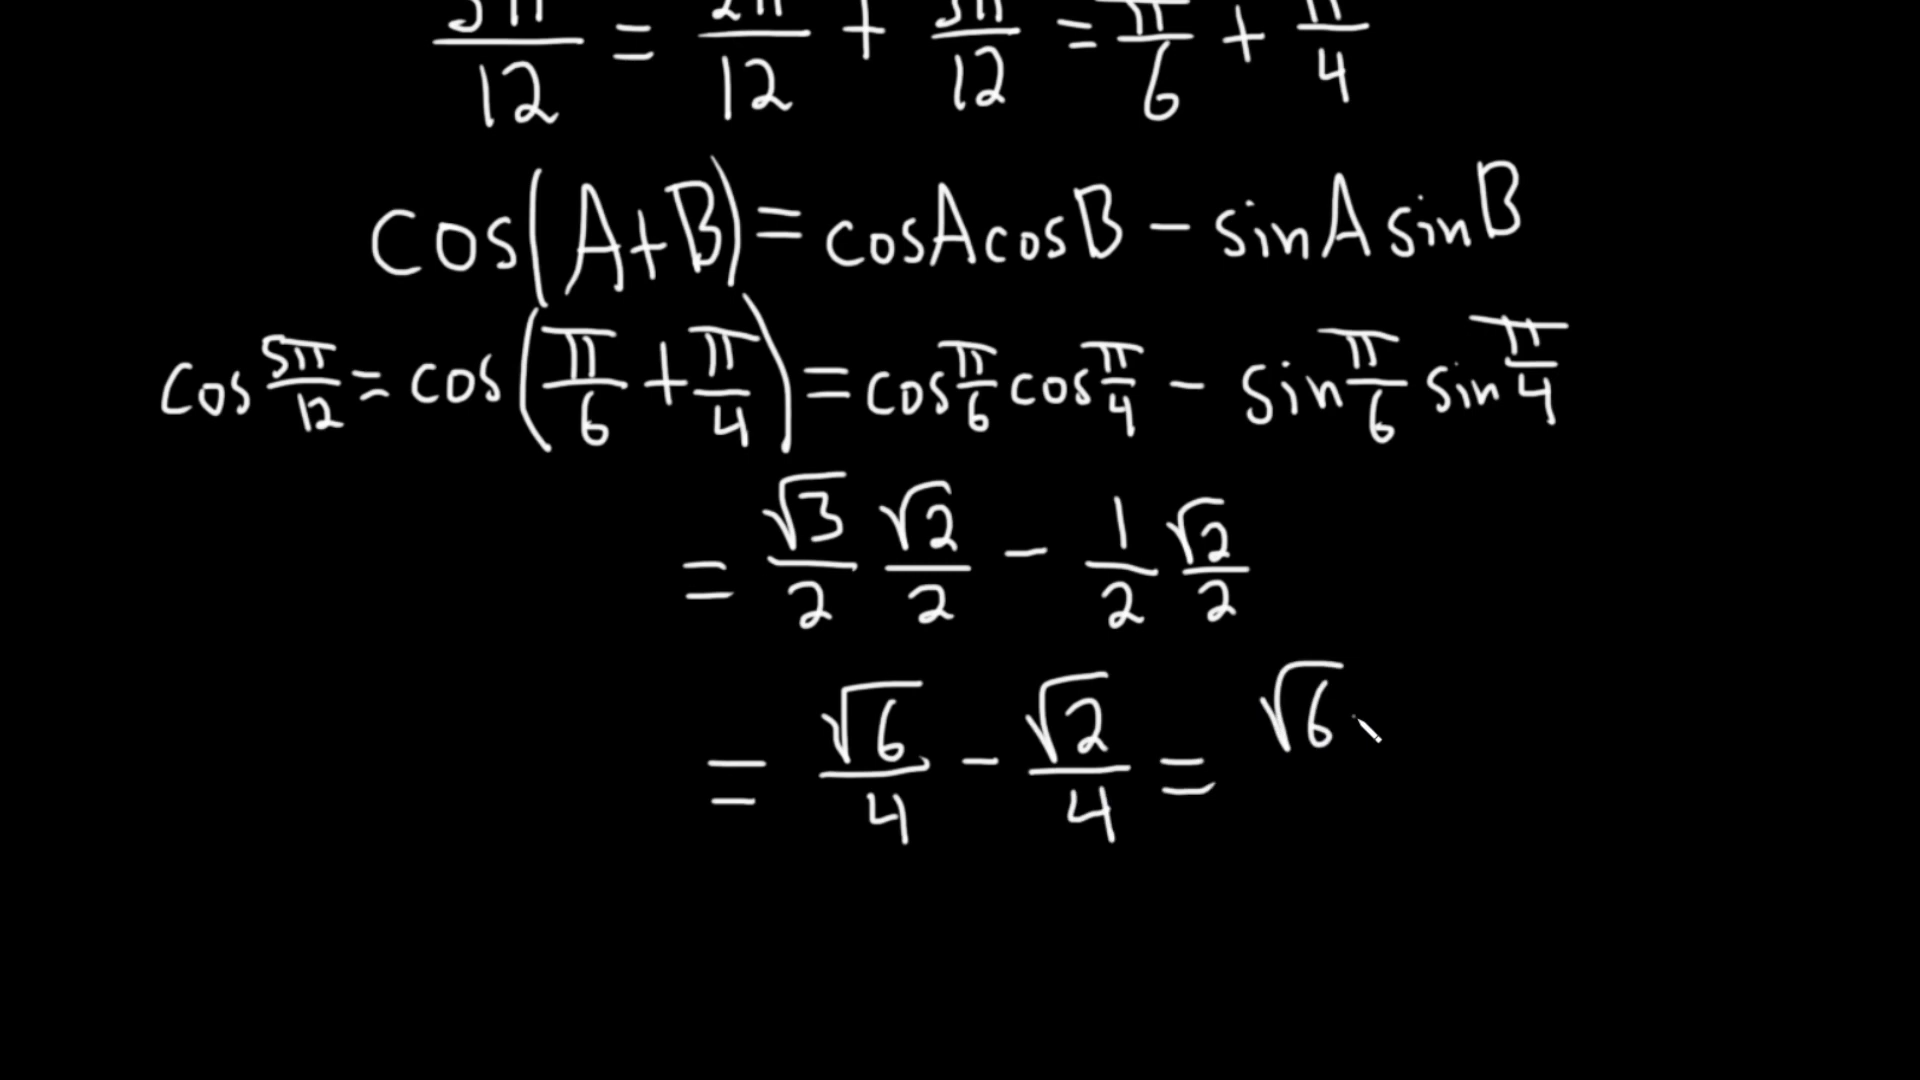 5π/12 = 2π/12 + 3π/12 = π/6 + π/4
cos(A+B) = cosAcosB - sinAsinB
cos 5π/12 = cos(π/6 + π/4) = cos π/6 cos π/4 - sin π/6 sin π/4
= √3/2 √2/2 - 1/2 √2/2
= √6/4 - √2/4 = √6